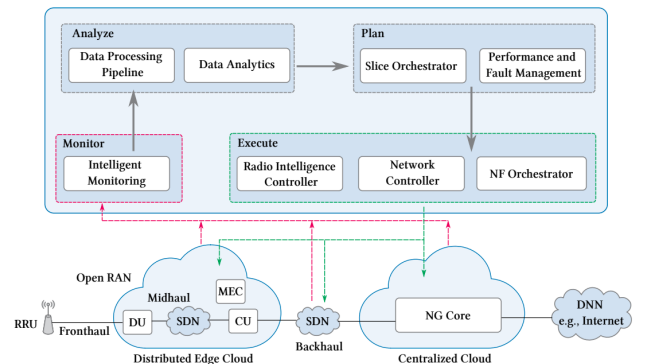 Analyze
Data Processing
Pipeline
Data Analytics
Plan
Slice Orchestrator
Performance and
Fault Management
Monitor
Intelligent
Monitoring
Execute
Radio Intelligence
Controller
Network
Controller
NF Orchestrator
Open RAN
MEC
Midhaul
RRU
Fronthaul
DU
SDN
CU
SDN
Backhaul
NG Core
DNN
e.g., Internet
Distributed Edge Cloud
Centralized Cloud